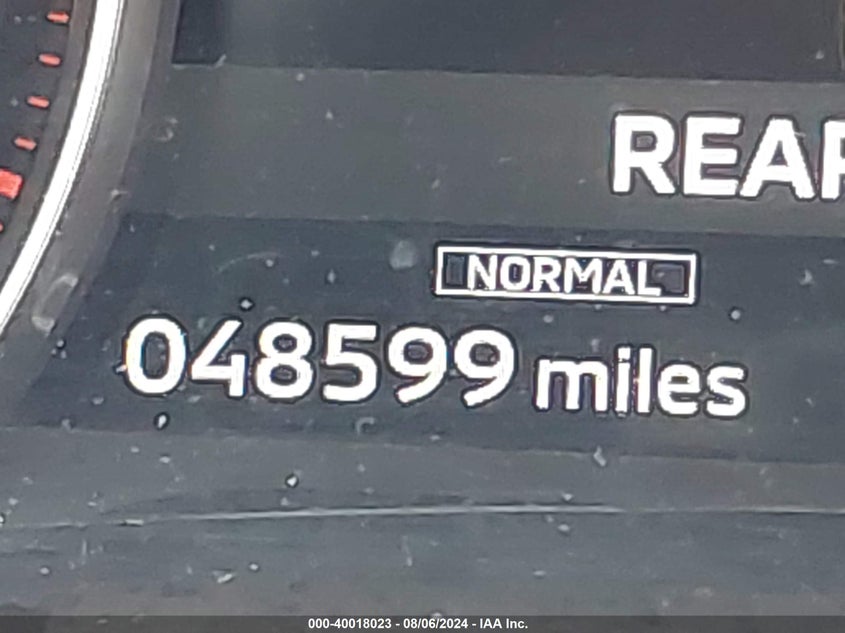 REAR
NORMAL
048599 miles
000-40018023 - 08/06/2024 - IAA Inc.